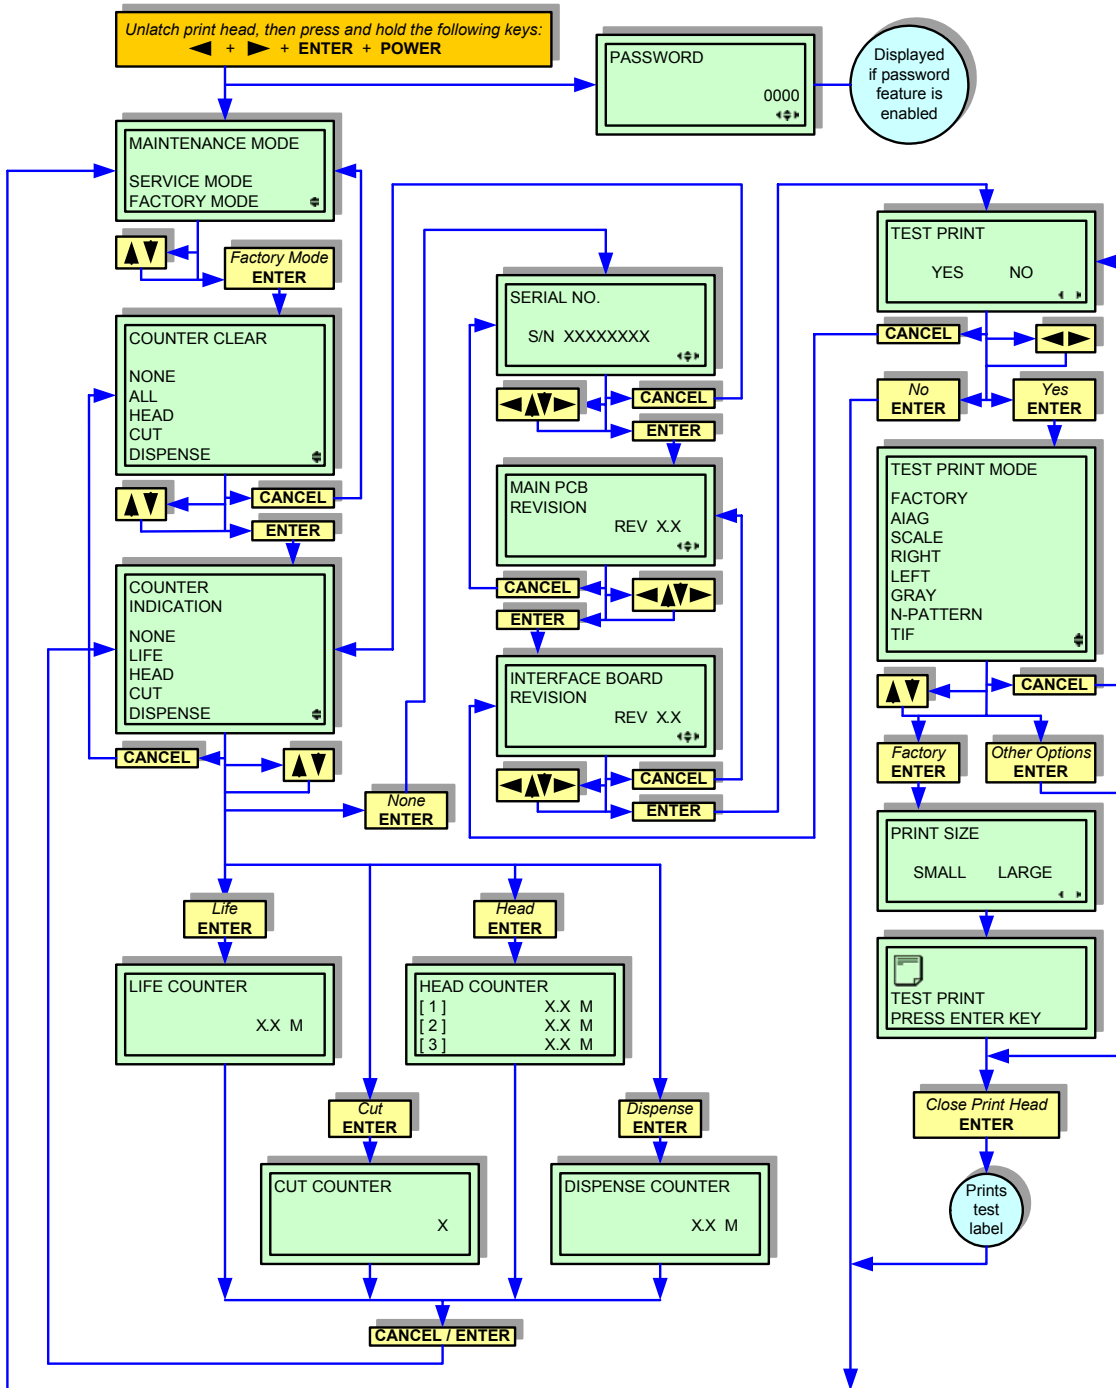 Unlatch print head, then press and hold the following keys:
◄ + ► + ENTER + POWER
PASSWORD
0000
Displayed
if password
feature is
enabled
MAINTENANCE MODE
SERVICE MODE
FACTORY MODE
Factory Mode
ENTER
COUNTER CLEAR
NONE
ALL
HEAD
CUT
DISPENSE
CANCEL
ENTER
COUNTER
INDICATION
NONE
LIFE
HEAD
CUT
DISPENSE
CANCEL
None
ENTER
SERIAL NO.
S/N XXXXXXXX
CANCEL
ENTER
MAIN PCB
REVISION
REV X.X
CANCEL
ENTER
INTERFACE BOARD
REVISION
REV X.X
CANCEL
ENTER
TEST PRINT
YES NO
CANCEL
No
ENTER
Yes
ENTER
TEST PRINT MODE
FACTORY
AIAG
SCALE
RIGHT
LEFT
GRAY
N-PATTERN
TIF
CANCEL
Factory
ENTER
Other Options
ENTER
PRINT SIZE
SMALL LARGE
TEST PRINT
PRESS ENTER KEY
Close Print Head
ENTER
Prints
test
label
Life
ENTER
Head
ENTER
LIFE COUNTER
X.X M
HEAD COUNTER
[ 1 ] X.X M
[ 2 ] X.X M
[ 3 ] X.X M
Cut
ENTER
Dispense
ENTER
CUT COUNTER
X
DISPENSE COUNTER
X.X M
CANCEL / ENTER